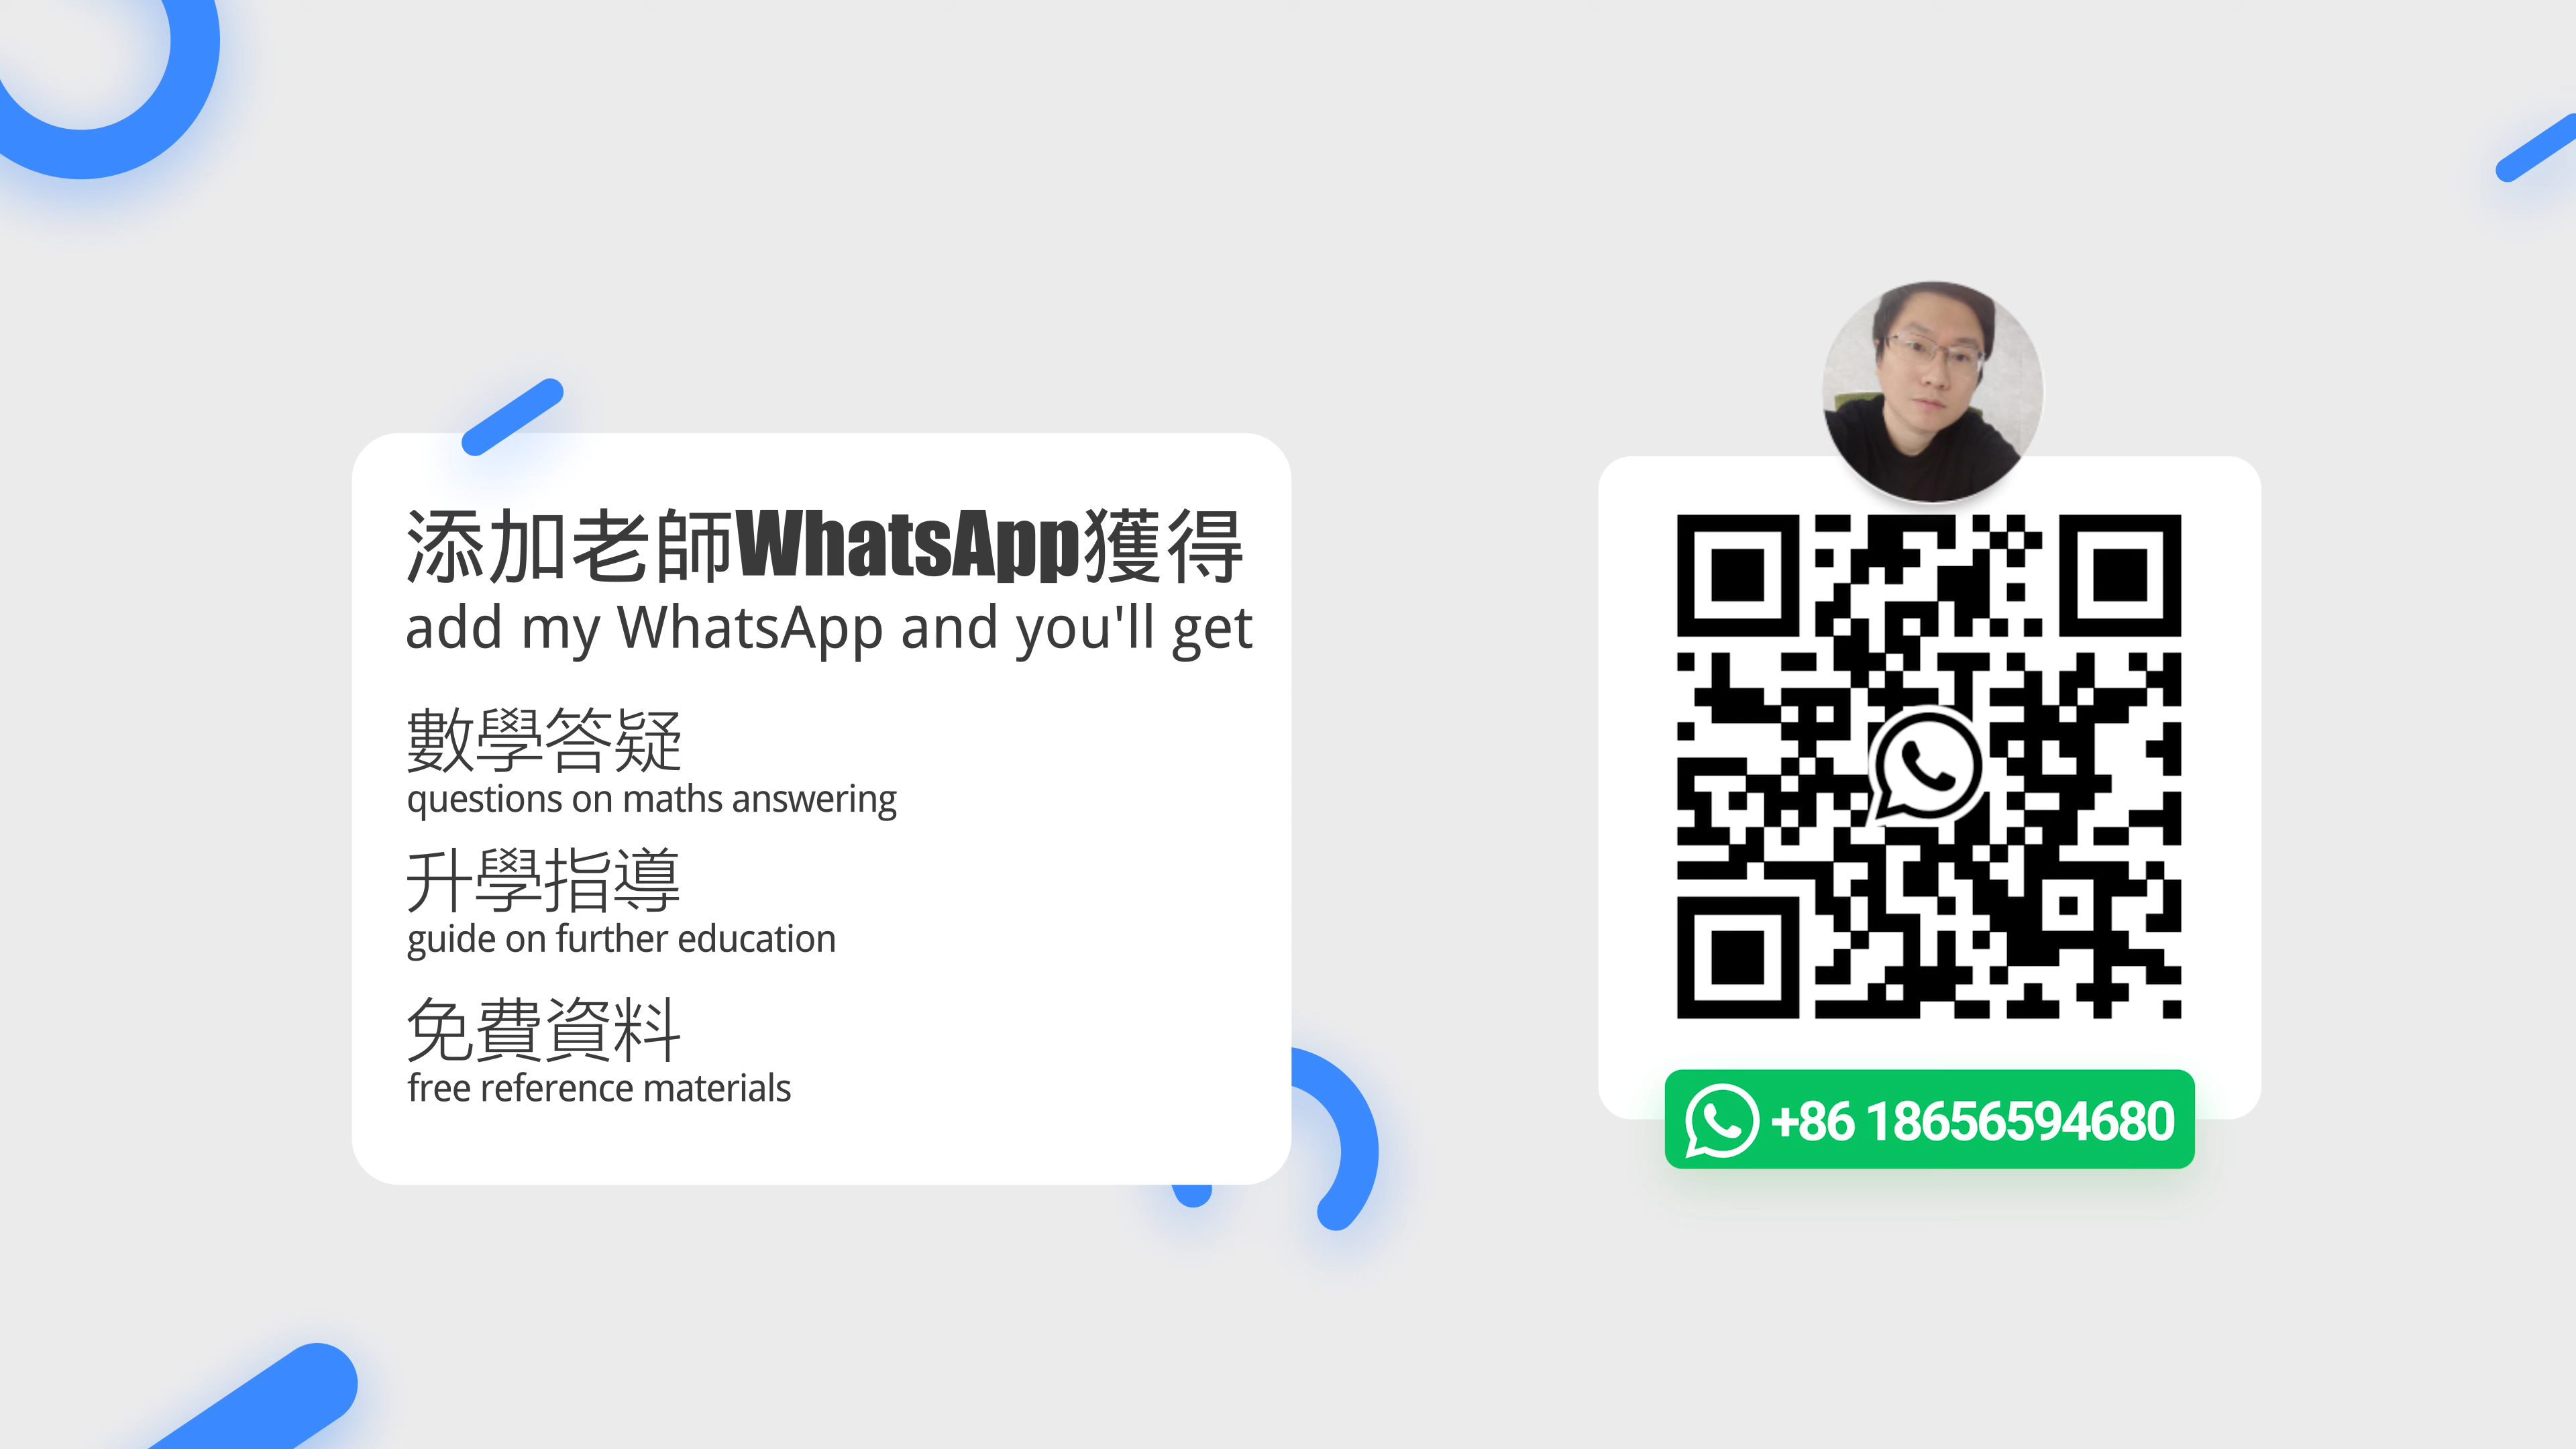 添加老師WhatsApp獲得
add my WhatsApp and you'll get
數學答疑
questions on maths answering
升學指導
guide on further education
免費資料
free reference materials
+86 18656594680